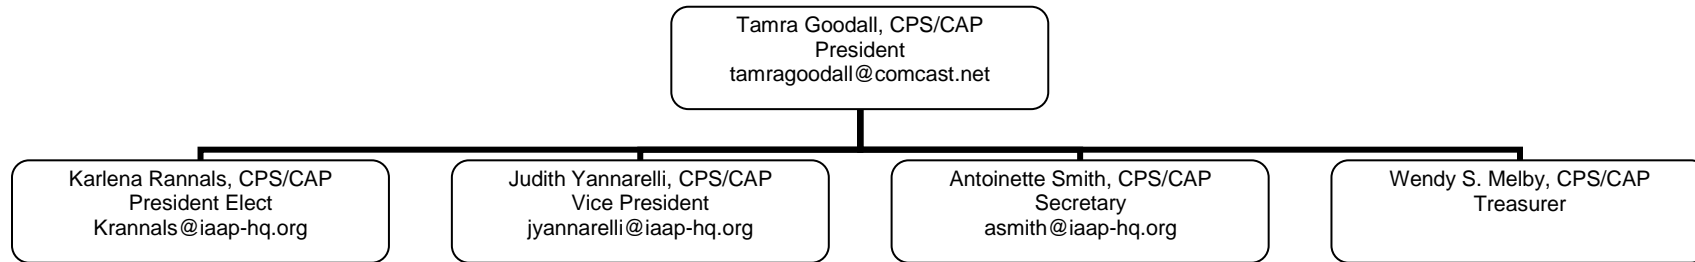 Tamra Goodall, CPS/CAP
President
tamragoodall@comcast.net
Karlena Rannals, CPS/CAP
President Elect
Krannals@iaap-hq.org
Judith Yannarelli, CPS/CAP
Vice President
jyannarelli@iaap-hq.org
Antoinette Smith, CPS/CAP
Secretary
asmith@iaap-hq.org
Wendy S. Melby, CPS/CAP
Treasurer